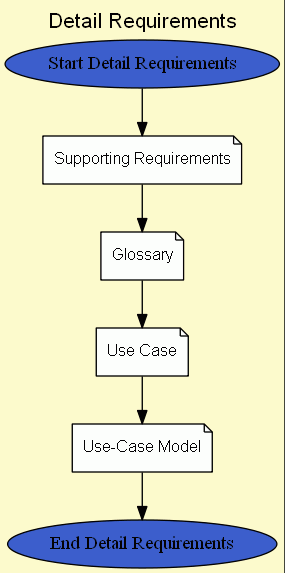 Detail Requirements
Start Detail Requirements
Supporting Requirements
Glossary
Use Case
Use-Case Model
End Detail Requirements